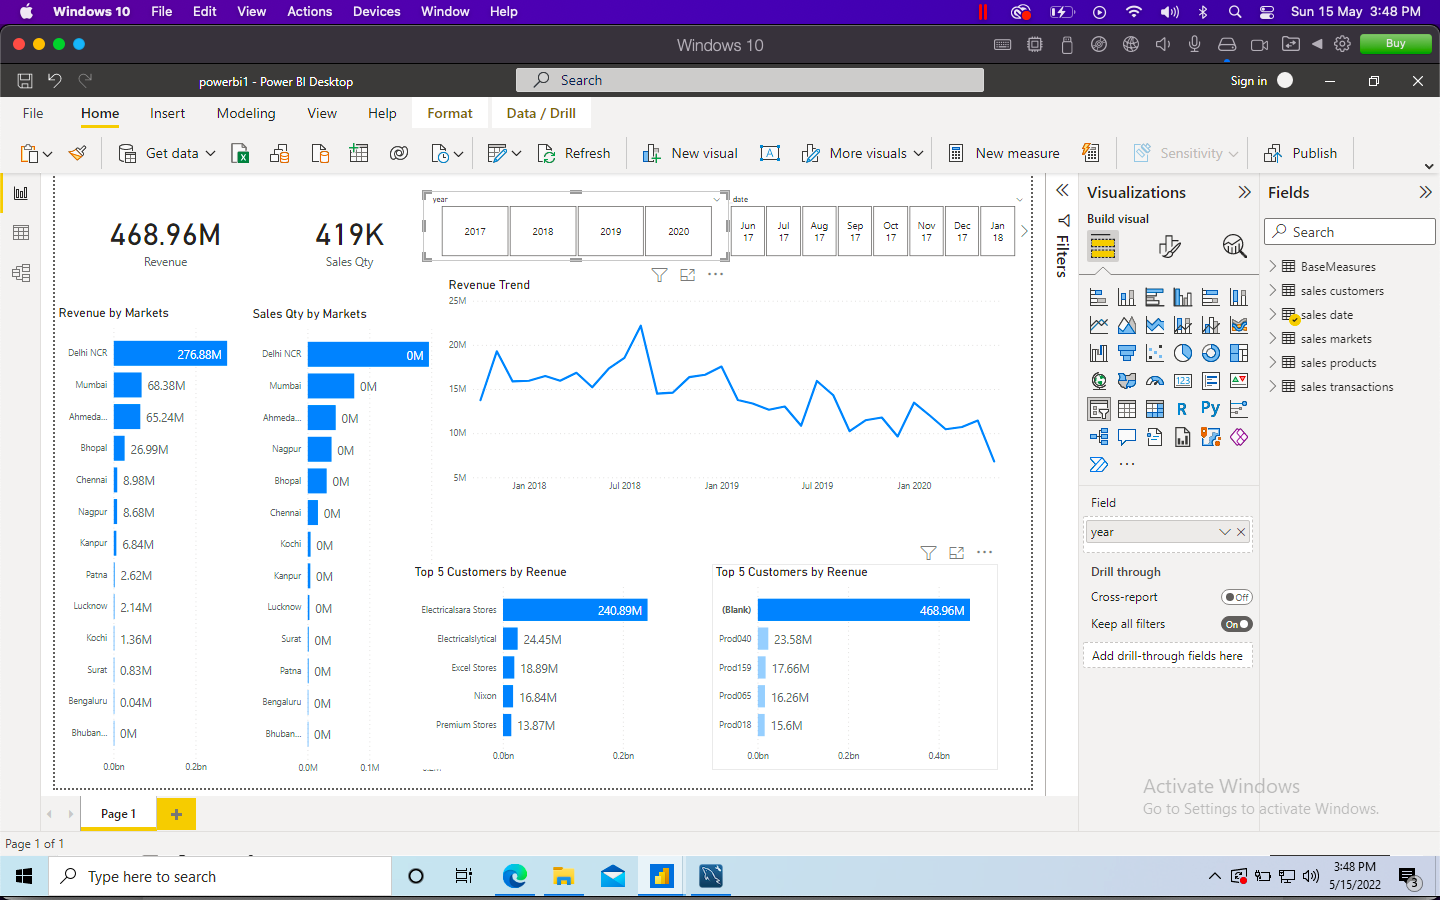 Windows 10 File Edit View Actions Devices Window Help Sun 15 May 3:48 PM
Windows 10
Buy
powerbi1 - Power BI Desktop
Search
Sign in
File Home Insert Modeling View Help Format Data / Drill
Get data
Refresh
New visual
A
More visuals
New measure
Sensitivity
Publish
468.96M
Revenue
419K
Sales Qty
year
2017 2018 2019 2020
date
Jun 17 Jul 17 Aug 17 Sep 17 Oct 17 Nov 17 Dec 17 Jan 18
Revenue by Markets
Delhi NCR 276.88M
Mumbai 68.38M
Ahmeda... 65.24M
Bhopal 26.99M
Chennai 8.98M
Nagpur 8.68M
Kanpur 6.84M
Patna 2.62M
Lucknow 2.14M
Kochi 1.36M
Surat 0.83M
Bengaluru 0.04M
Bhuban... 0M
0.0bn 0.2bn
Sales Qty by Markets
Delhi NCR 0M
Mumbai 0M
Ahmeda... 0M
Nagpur 0M
Bhopal 0M
Chennai 0M
Kochi 0M
Kanpur 0M
Lucknow 0M
Surat 0M
Patna 0M
Bengaluru 0M
Bhuban... 0M
0.0M 0.1M
Revenue Trend
25M
20M
15M
10M
5M
Jan 2018 Jul 2018 Jan 2019 Jul 2019 Jan 2020
Top 5 Customers by Reenue
Electricalsara Stores 240.89M
Electricalslytical 24.45M
Excel Stores 18.89M
Nixon 16.84M
Premium Stores 13.87M
0.0bn 0.2bn
Top 5 Customers by Reenue
(Blank) 468.96M
Prod040 23.58M
Prod159 17.66M
Prod065 16.26M
Prod018 15.6M
0.0bn 0.2bn 0.4bn
Filters
Visualizations
Build visual
123
R
Py
Field
year
Drill through
Cross-report
Off
Keep all filters
On
Add drill-through fields here
Fields
Search
BaseMeasures
sales customers
sales date
sales markets
sales products
sales transactions
Activate Windows
Go to Settings to activate Windows.
Page 1
Page 1 of 1
Type here to search
3:48 PM
5/15/2022
3